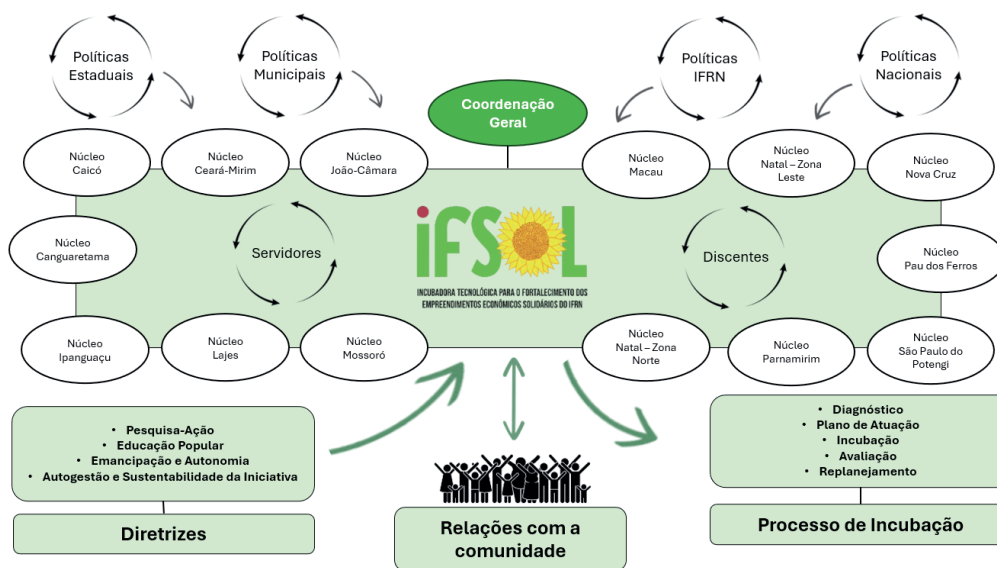 Políticas
Estaduais
Políticas
Municipais
Políticas
IFRN
Políticas
Nacionais
Coordenação
Geral
Núcleo
Caicó
Núcleo
Ceará-Mirim
Núcleo
João-Câmara
Núcleo
Macau
Núcleo
Natal – Zona
Leste
Núcleo
Nova Cruz
Núcleo
Canguaretama
Servidores
iFSOL
INCUBADORA TECNOLÓGICA PARA O FORTALECIMENTO DOS
EMPREENDIMENTOS ECONÔMICOS SOLIDÁRIOS DO IFRN
Discentes
Núcleo
Pau dos Ferros
Núcleo
Ipanguaçu
Núcleo
Lajes
Núcleo
Mossoró
Núcleo
Natal – Zona
Norte
Núcleo
Parnamirim
Núcleo
São Paulo do
Potengi
• Pesquisa-Ação
• Educação Popular
• Emancipação e Autonomia
• Autogestão e Sustentabilidade da Iniciativa
Diretrizes
Relações com a
comunidade
• Diagnóstico
• Plano de Atuação
• Incubação
• Avaliação
• Replanejamento
Processo de Incubação